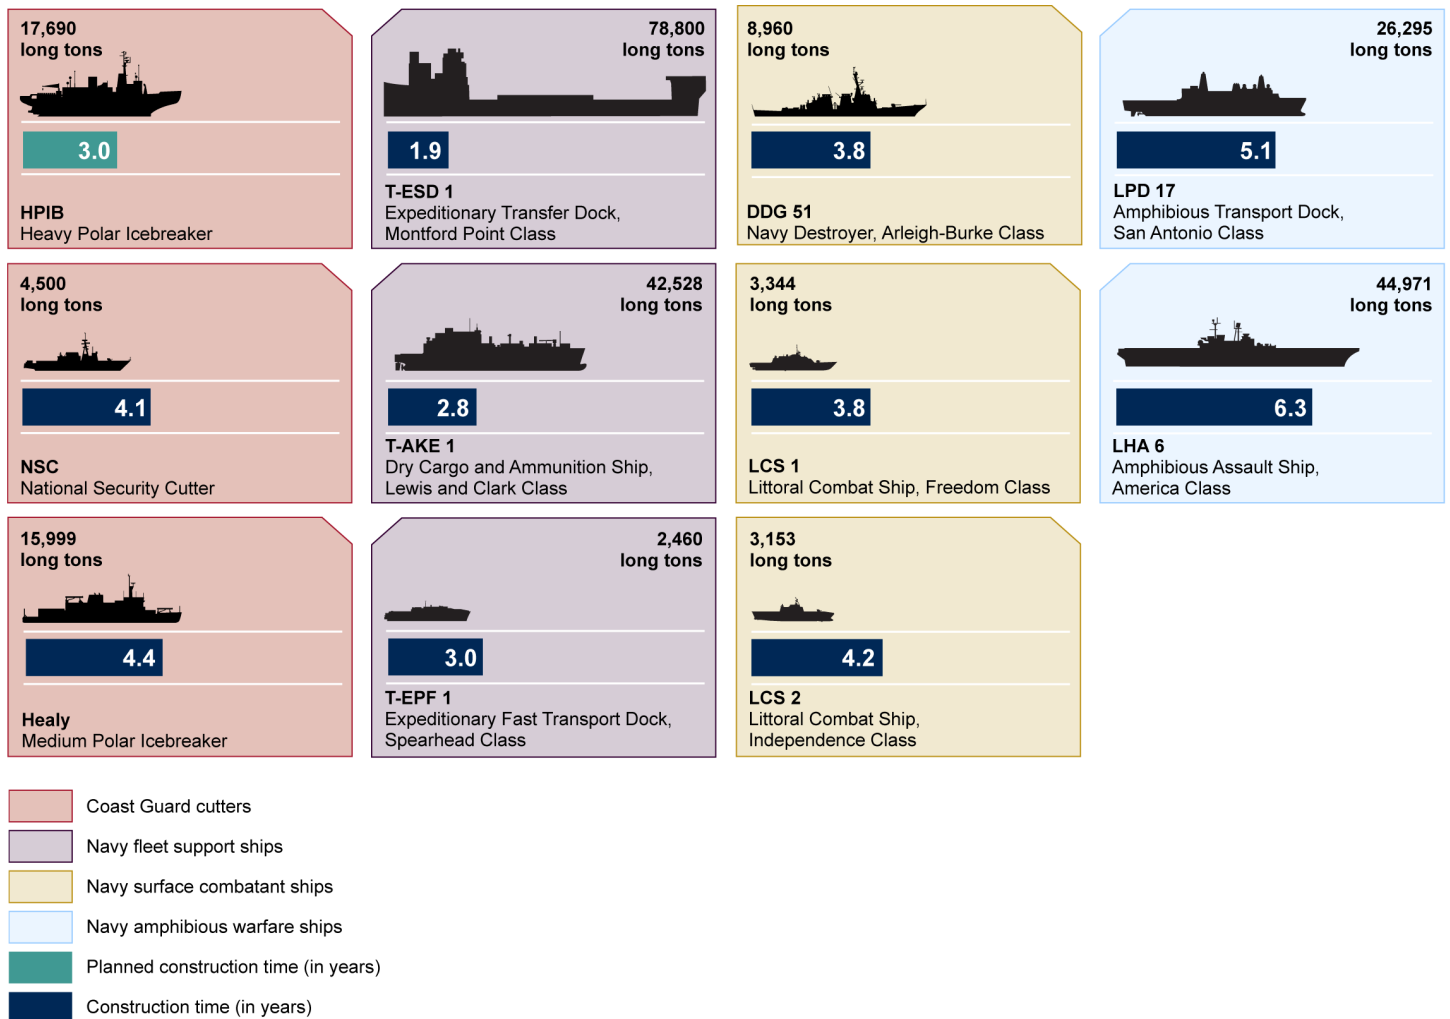 17,690
long tons
3.0
HPIB
Heavy Polar Icebreaker
78,800
long tons
1.9
T-ESD 1
Expeditionary Transfer Dock,
Montford Point Class
8,960
long tons
3.8
DDG 51
Navy Destroyer, Arleigh-Burke Class
26,295
long tons
5.1
LPD 17
Amphibious Transport Dock,
San Antonio Class
4,500
long tons
4.1
NSC
National Security Cutter
42,528
long tons
2.8
T-AKE 1
Dry Cargo and Ammunition Ship,
Lewis and Clark Class
3,344
long tons
3.8
LCS 1
Littoral Combat Ship, Freedom Class
44,971
long tons
6.3
LHA 6
Amphibious Assault Ship,
America Class
15,999
long tons
4.4
Healy
Medium Polar Icebreaker
2,460
long tons
3.0
T-EPF 1
Expeditionary Fast Transport Dock,
Spearhead Class
3,153
long tons
4.2
LCS 2
Littoral Combat Ship,
Independence Class
Coast Guard cutters
Navy fleet support ships
Navy surface combatant ships
Navy amphibious warfare ships
Planned construction time (in years)
Construction time (in years)